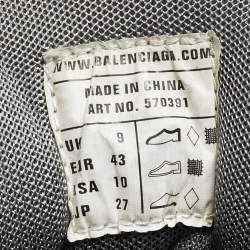 WWW.BALENCIAGA.COM
MADE IN CHINA
ART NO. 570391
UK 9
EUR 43
USA 10
JP 27